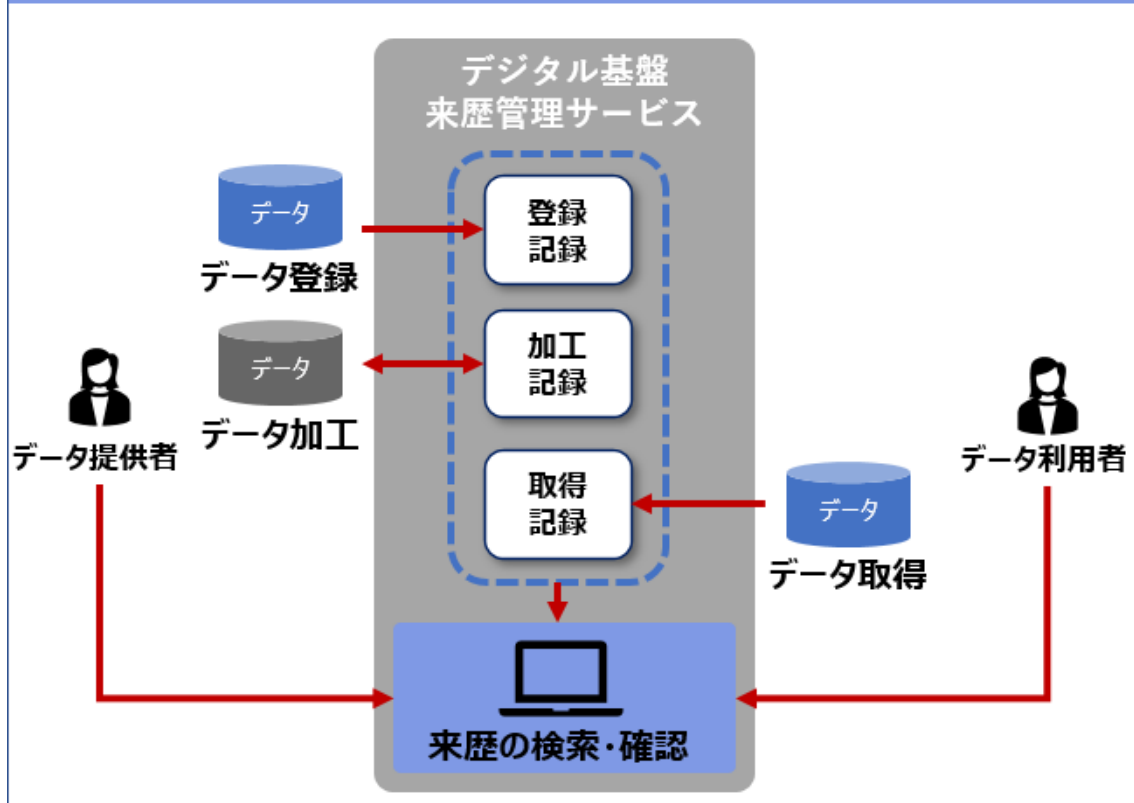 デジタル基盤
来歴管理サービス
データ
データ登録
登録
記録
データ
データ加工
加工
記録
データ提供者
データ利用者
取得
記録
データ
データ取得
来歴の検索・確認